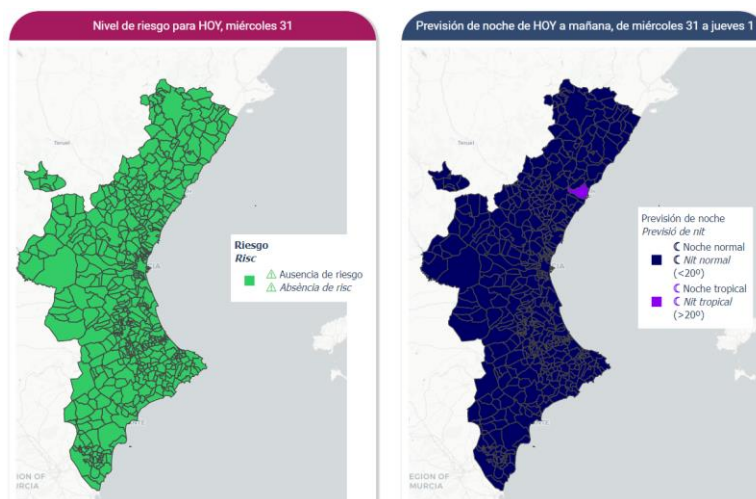 Nivel de riesgo para HOY, miércoles 31
Teruel
Riesgo
Risc
Ausencia de riesgo
Absència de risc
ION OF
Previsión de noche de HOY a mañana, de miércoles 31 a jueves 1
Teruel
Previsión de noche
Previsió de nit
Noche normal
Nit normal
(<20º)
Noche tropical
Nit tropical
(>20º)
EGION OF
MURCIA